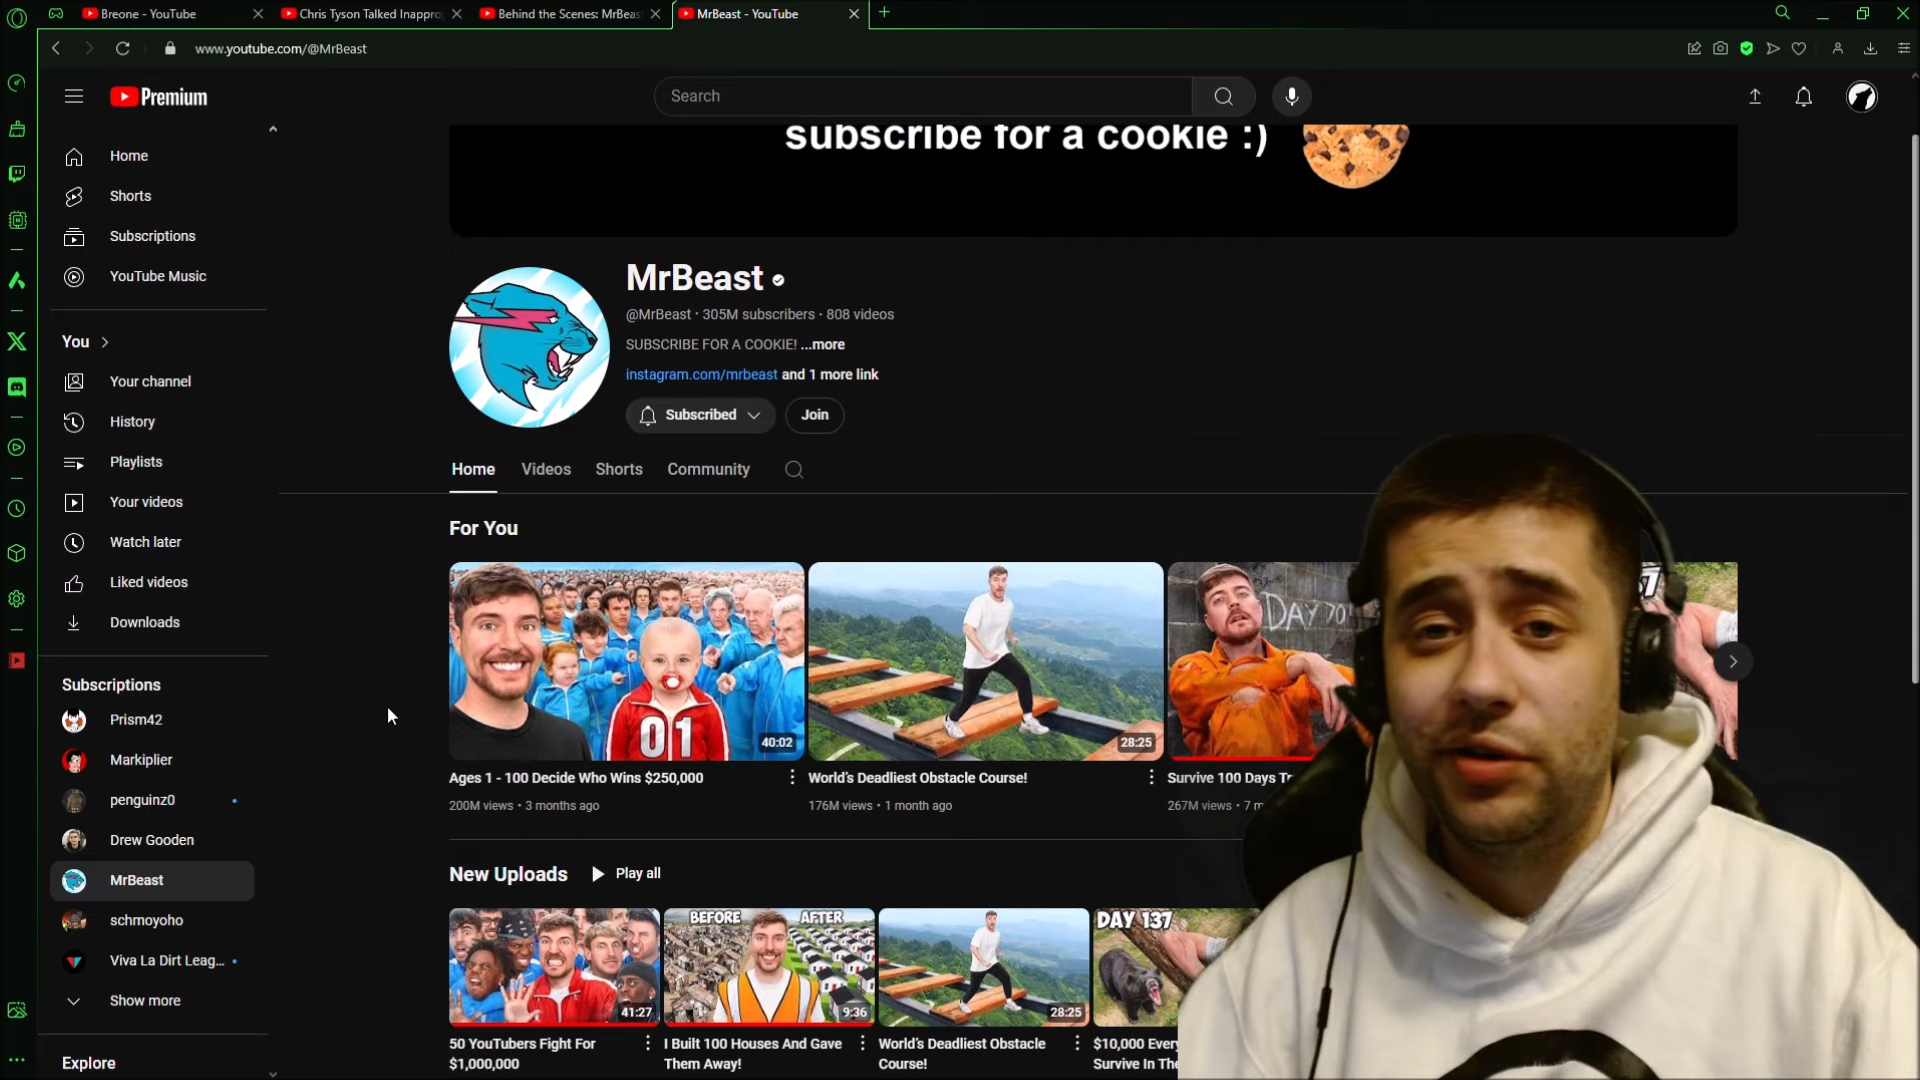 Breone - YouTube
Chris Tyson Talked Inapprop
Behind the Scenes: MrBeas
MrBeast - YouTube
www.youtube.com/@MrBeast
Premium
Search
subscribe for a cookie :)
Home
Shorts
Subscriptions
YouTube Music
You
Your channel
History
Playlists
Your videos
Watch later
Liked videos
Downloads
Subscriptions
Prism42
Markiplier
penguinz0
Drew Gooden
MrBeast
schmoyoho
Viva La Dirt Leag...
Show more
Explore
MrBeast
@MrBeast · 305M subscribers · 808 videos
SUBSCRIBE FOR A COOKIE! ...more
instagram.com/mrbeast and 1 more link
Subscribed
Join
Home Videos Shorts Community
For You
01
40:02
Ages 1 - 100 Decide Who Wins $250,000
200M views · 3 months ago
28:25
World's Deadliest Obstacle Course!
176M views · 1 month ago
DAY 70
Survive 100 Days
267M views · 7
New Uploads
Play all
41:27
50 YouTubers Fight For
$1,000,000
BEFORE AFTER
9:36
I Built 100 Houses And Gave
Them Away!
28:25
World's Deadliest Obstacle
Course!
DAY 137
$10,000 Every
Survive In The